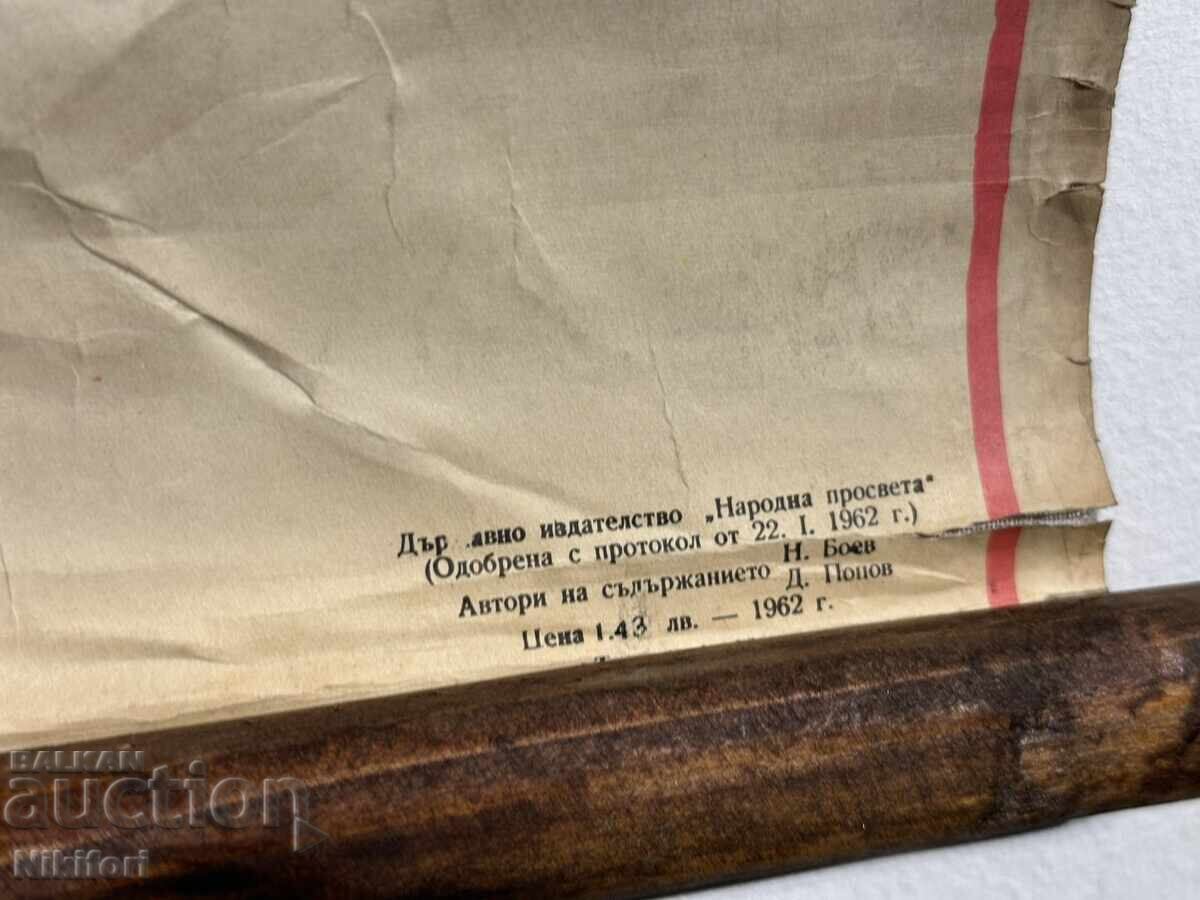 Дър авно издателство „Народна просвета“
(Одобрена с протокол от 22. I. 1962 г.)
Автори на сълържанието Н. Боев
Д. Попов
Цена 1.43 лв. — 1962 г.
BALKAN
auction
Nikifori